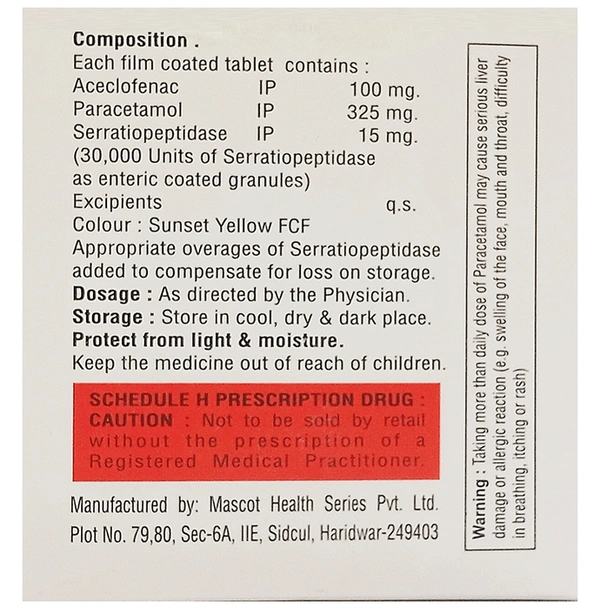 Composition .
Each film coated tablet contains :
Aceclofenac IP 100 mg.
Paracetamol IP 325 mg.
Serratiopeptidase IP 15 mg.
(30,000 Units of Serratiopeptidase
as enteric coated granules)
Excipients q.s.
Colour : Sunset Yellow FCF
Appropriate overages of Serratiopeptidase
added to compensate for loss on storage.
Dosage : As directed by the Physician.
Storage : Store in cool, dry & dark place.
Protect from light & moisture.
Keep the medicine out of reach of children.
SCHEDULE H PRESCRIPTION DRUG :
CAUTION : Not to be sold by retail
without the prescription of a
Registered Medical Practitioner.
Manufactured by: Mascot Health Series Pvt. Ltd.
Plot No. 79,80, Sec-6A, IIE, Sidcul, Haridwar-249403
Warning : Taking more than daily dose of Paracetamol may cause serious liver
damage or allergic reaction (e.g. swelling of the face, mouth and throat, difficulty
in breathing, itching or rash)